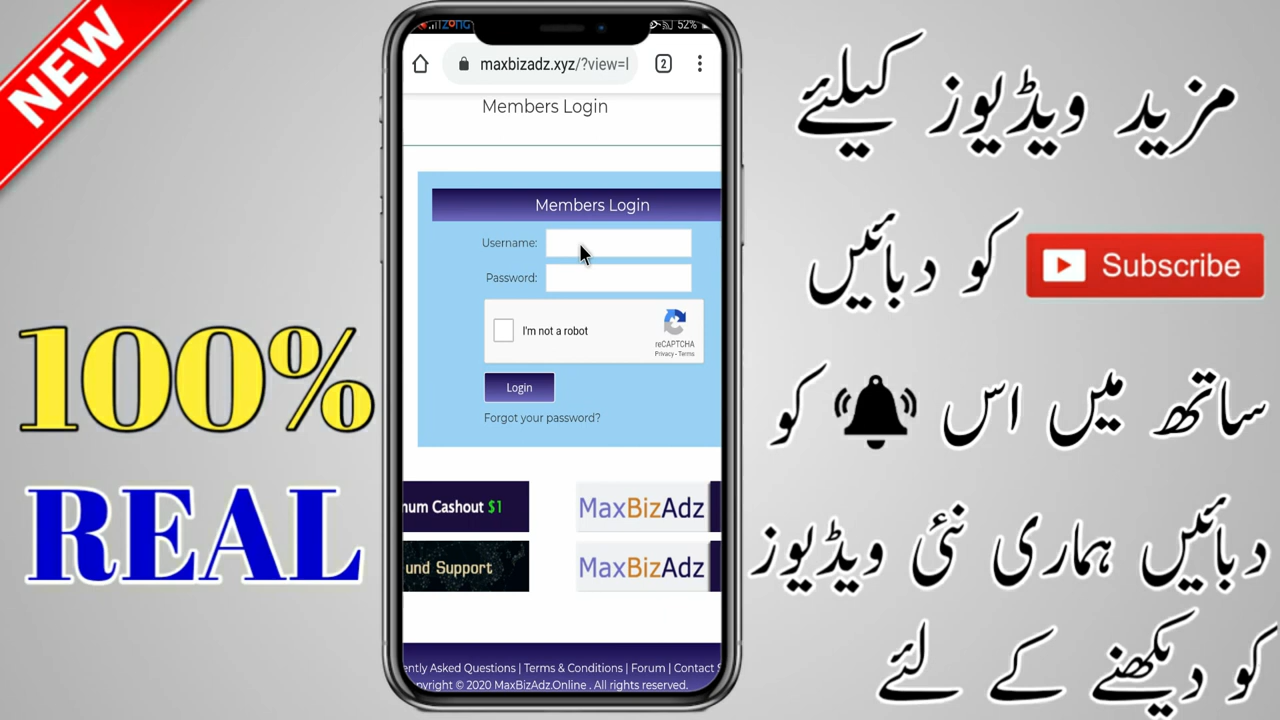 NEW
100%
REAL
ZONG
52%
maxbizadz.xyz/?view=l
2
Members Login
Members Login
Username:
Password:
I'm not a robot
reCAPTCHA
Privacy - Terms
Login
Forgot your password?
num Cashout $1
MaxBizAdz
und Support
MaxBizAdz
ently Asked Questions | Terms & Conditions | Forum | Contact S
pyright © 2020 MaxBizAdz.Online . All rights reserved.
مزید ویڈیوز کیلئے
Subscribe کو دبائیں
ساتھ میں اس کو
دبائیں ہماری نئی ویڈیوز
کو دیکھنے کے لئے